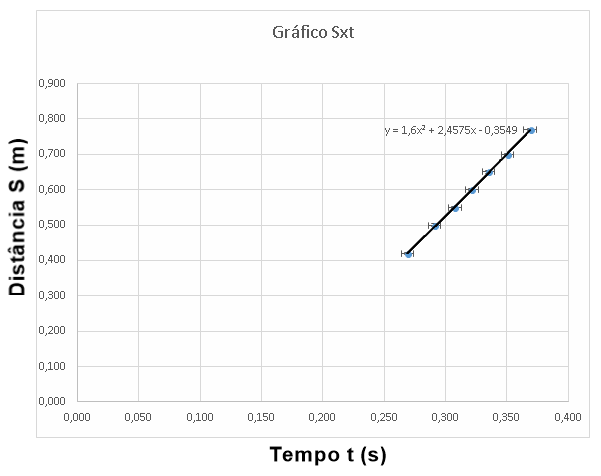 Gráfico Sxt
0,900
0,800
y = 1,6x² + 2,4575x - 0,3549
0,700
0,600
0,500
0,400
0,300
0,200
0,100
0,000
Distância S (m)
0,000 0,050 0,100 0,150 0,200 0,250 0,300 0,350 0,400
Tempo t (s)